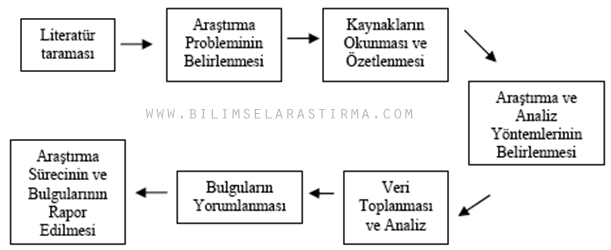 Literatür
taraması
Araştırma
Probleminin
Belirlenmesi
Kaynakların
Okunması ve
Özetlenmesi
Araştırma ve
Analiz
Yöntemlerinin
Belirlenmesi
WWW.BILIMSELARASTIRMA.COM
Veri
Toplanması
ve Analiz
Bulguların
Yorumlanması
Araştırma
Sürecinin ve
Bulgularının
Rapor
Edilmesi